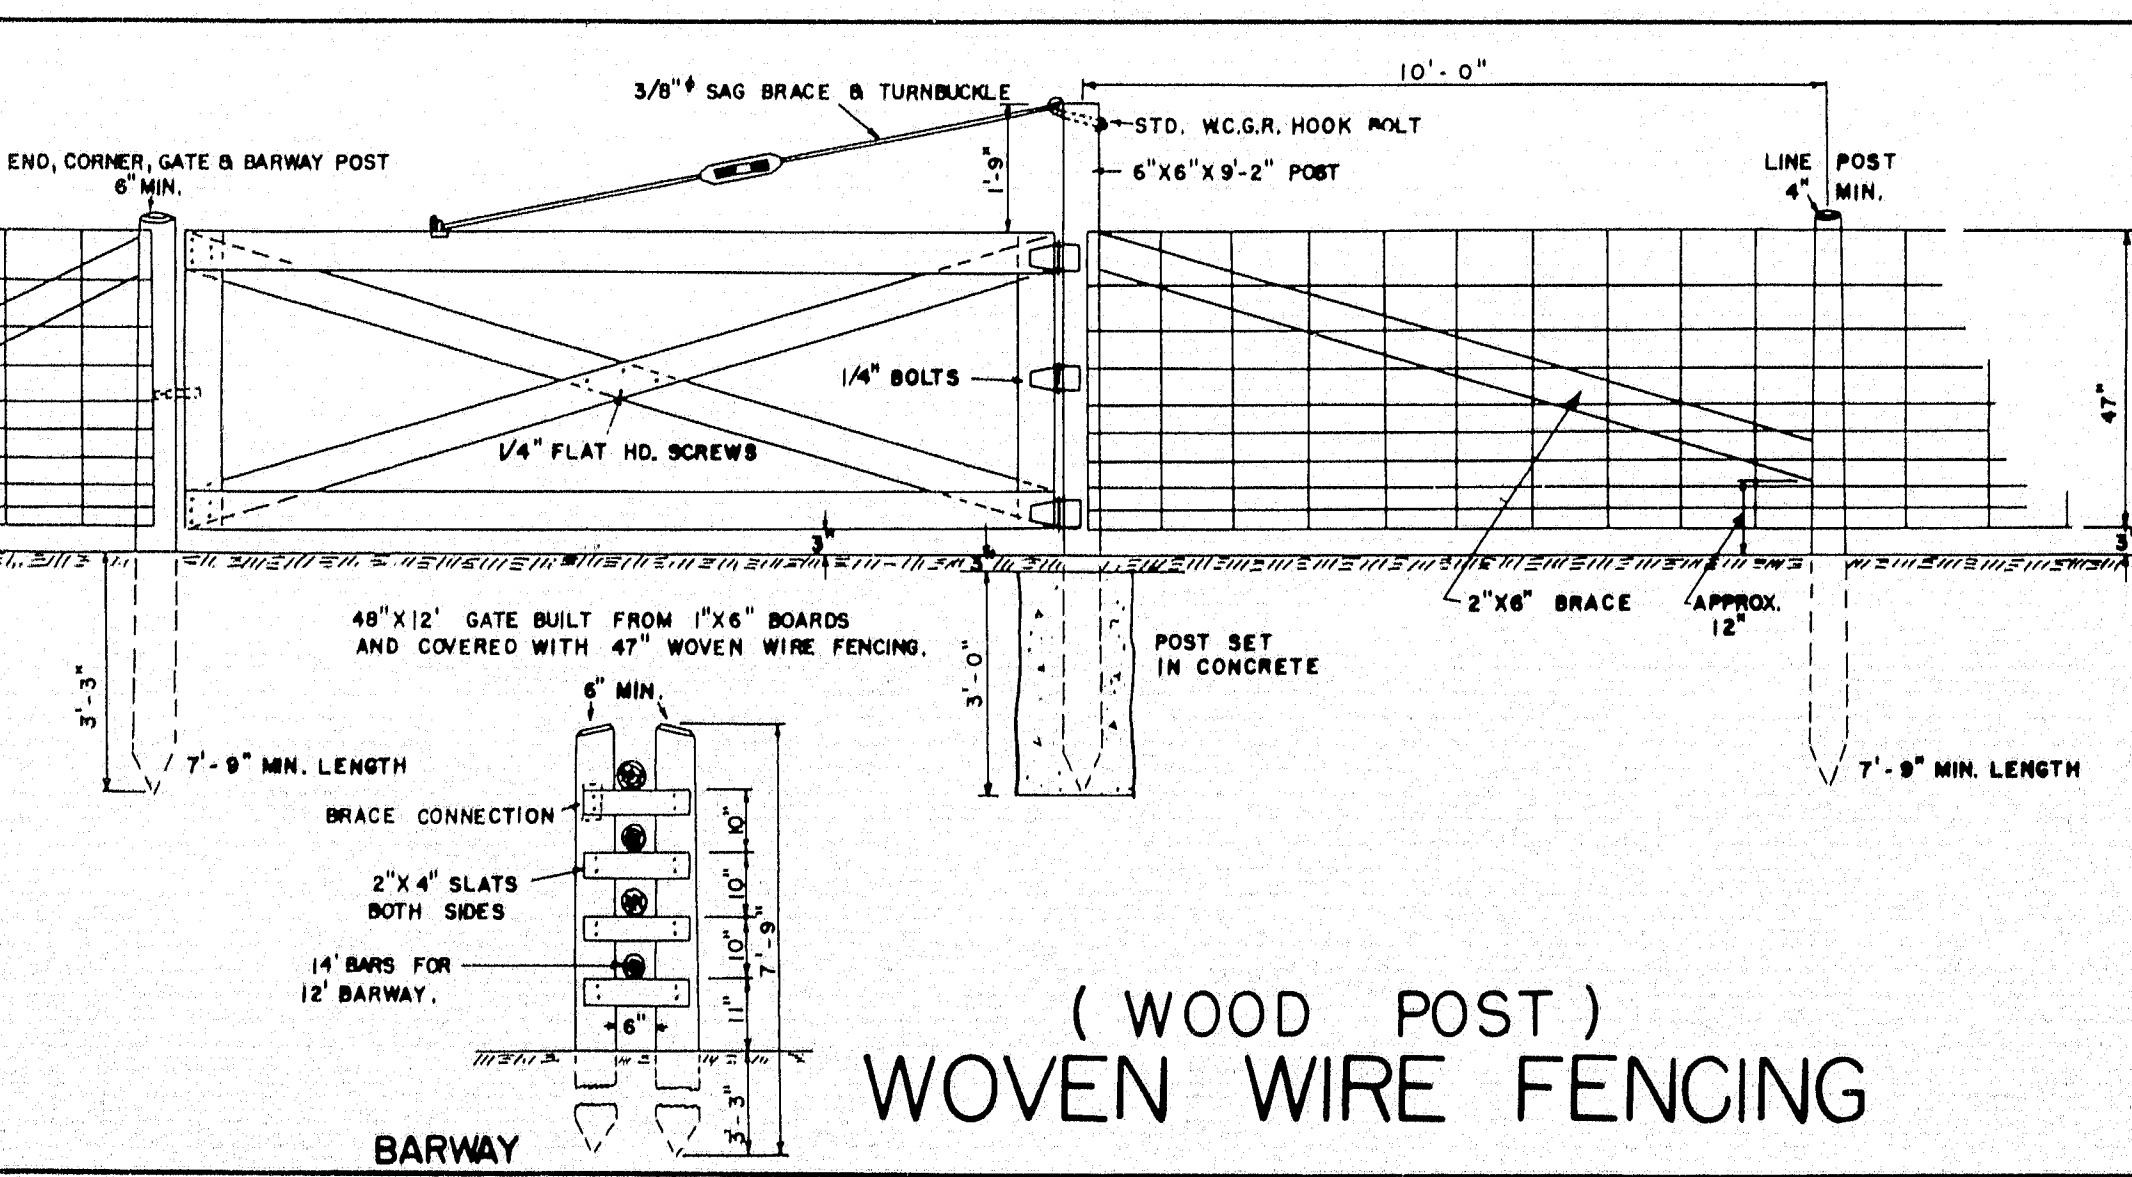 10'- 0"
3/8"ϕ SAG BRACE & TURNBUCKLE
STD. W.C.G.R. HOOK BOLT
END, CORNER, GATE & BARWAY POST
6" MIN.
1'-9"
6"X6"X9'-2" POST
LINE POST
4" MIN.
1/4" BOLTS
47"
1/4" FLAT HD. SCREWS
3"
3"
3"
2"X6" BRACE
APPROX.
12"
48"X12' GATE BUILT FROM 1"X6" BOARDS
AND COVERED WITH 47" WOVEN WIRE FENCING.
POST SET
IN CONCRETE
3'-3"
3'-0"
6" MIN.
7'-9" MIN. LENGTH
7'-9" MIN. LENGTH
BRACE CONNECTION
10"
2"X4" SLATS
BOTH SIDES
10"
10"
7'-9"
14' BARS FOR
12' BARWAY.
11"
6"
3'-3"
BARWAY
( WOOD POST )
WOVEN WIRE FENCING